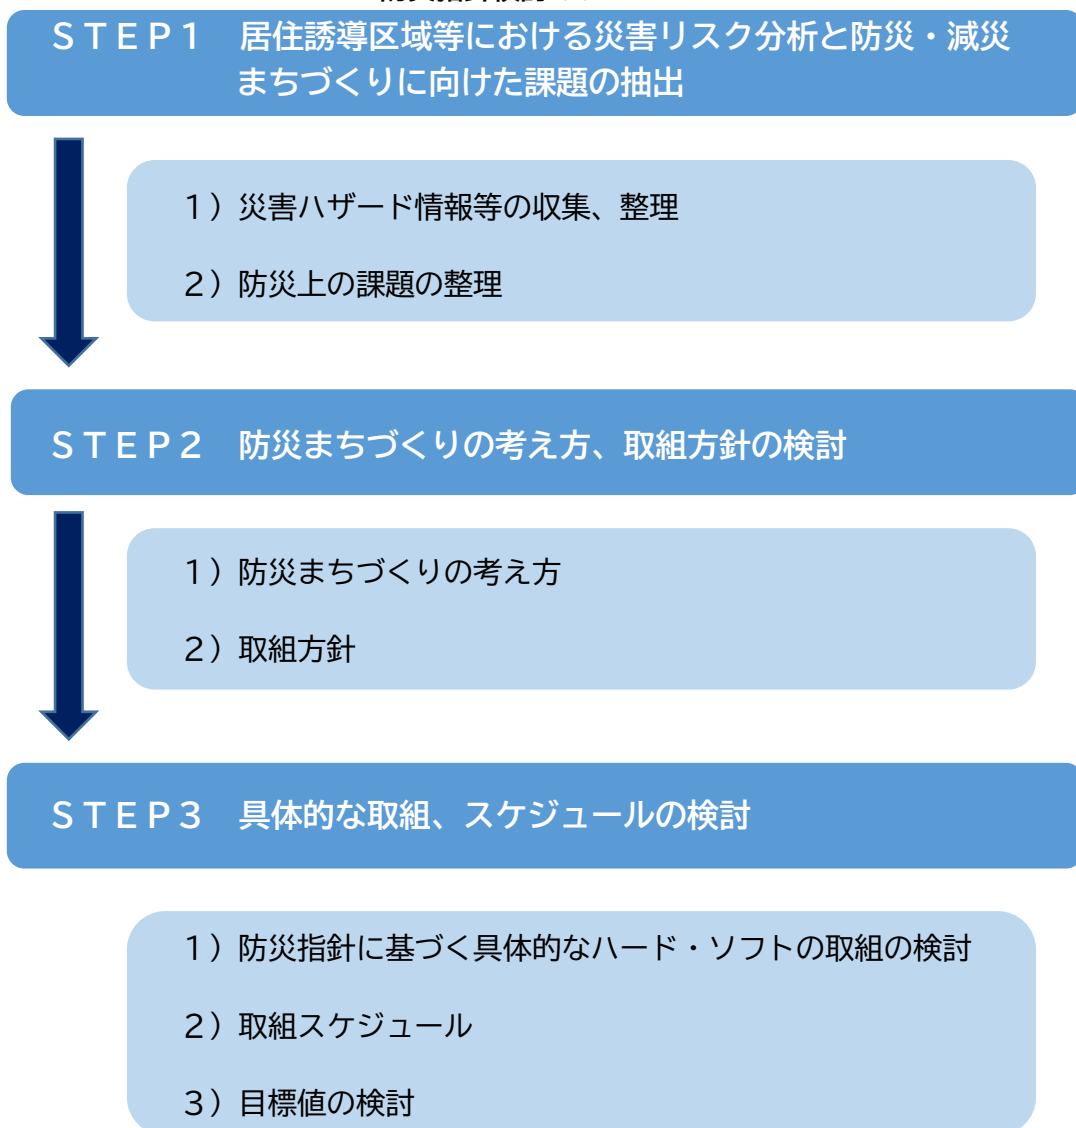 ＳＴＥＰ１　居住誘導区域等における災害リスク分析と防災・減災
まちづくりに向けた課題の抽出
１）災害ハザード情報等の収集、整理
２）防災上の課題の整理
ＳＴＥＰ２　防災まちづくりの考え方、取組方針の検討
１）防災まちづくりの考え方
２）取組方針
ＳＴＥＰ３　具体的な取組、スケジュールの検討
１）防災指針に基づく具体的なハード・ソフトの取組の検討
２）取組スケジュール
３）目標値の検討